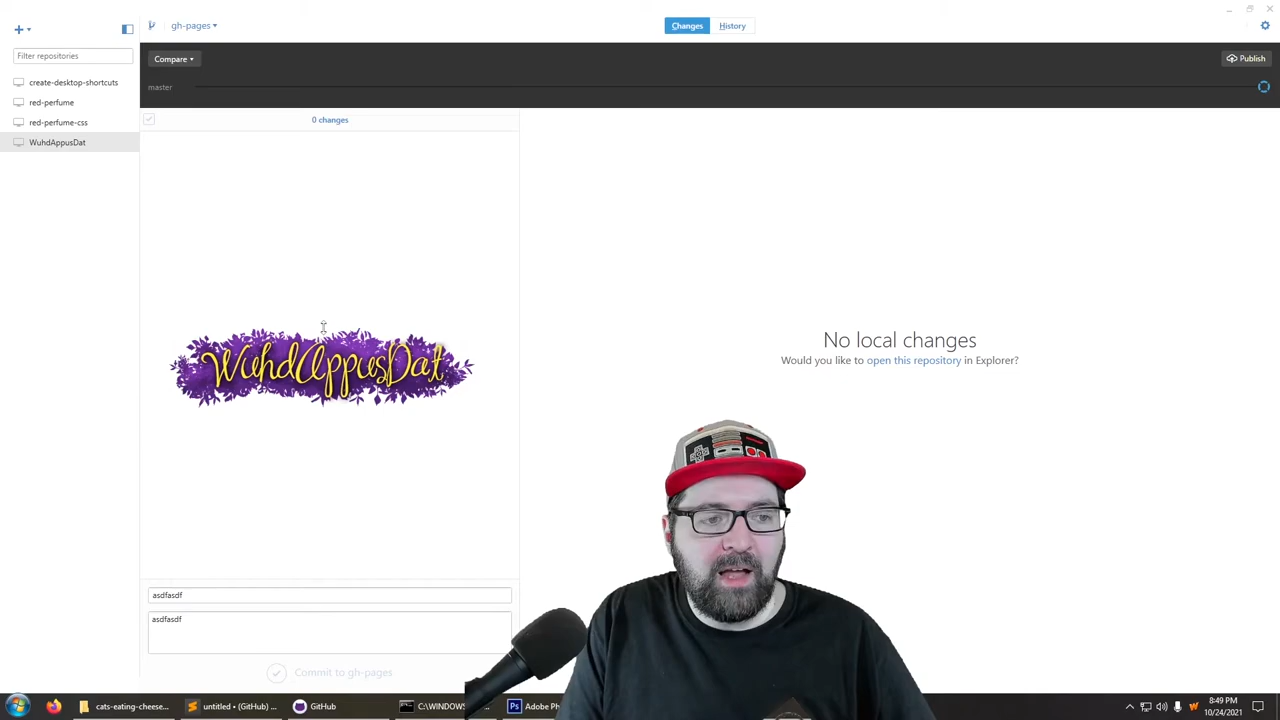 gh-pages
Changes
History
Filter repositories
Compare
Publish
create-desktop-shortcuts
master
red-perfume
0 changes
red-perfume-css
WuhdAppusDat
WuhdAppusDat
No local changes
Would you like to open this repository in Explorer?
asdfasdf
asdfasdf
Commit to gh-pages
cats-eating-cheese...
untitled • (GitHub) ...
GitHub
C:\WINDOWS\...
Adobe Ph
8:49 PM
10/24/2021